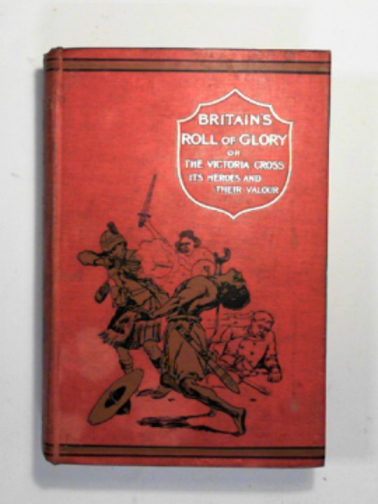 BRITAIN'S
ROLL OF GLORY
OR
THE VICTORIA CROSS
ITS HEROES AND
THEIR VALOUR